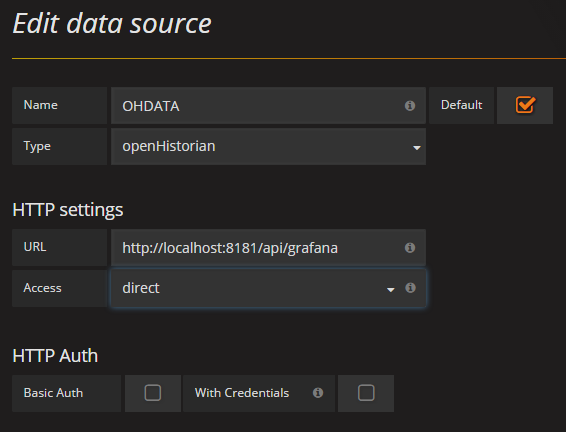 Edit data source
Name OHDATA Default
Type openHistorian
HTTP settings
URL http://localhost:8181/api/grafana
Access direct
HTTP Auth
Basic Auth With Credentials